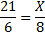 21/6 = X/8